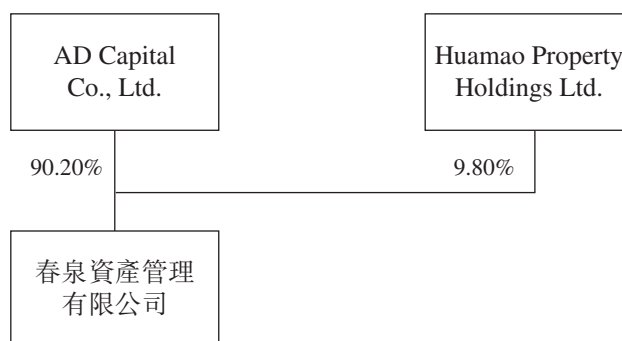 AD Capital
Co., Ltd.
Huamao Property
Holdings Ltd.
90.20%
9.80%
春泉資產管理
有限公司